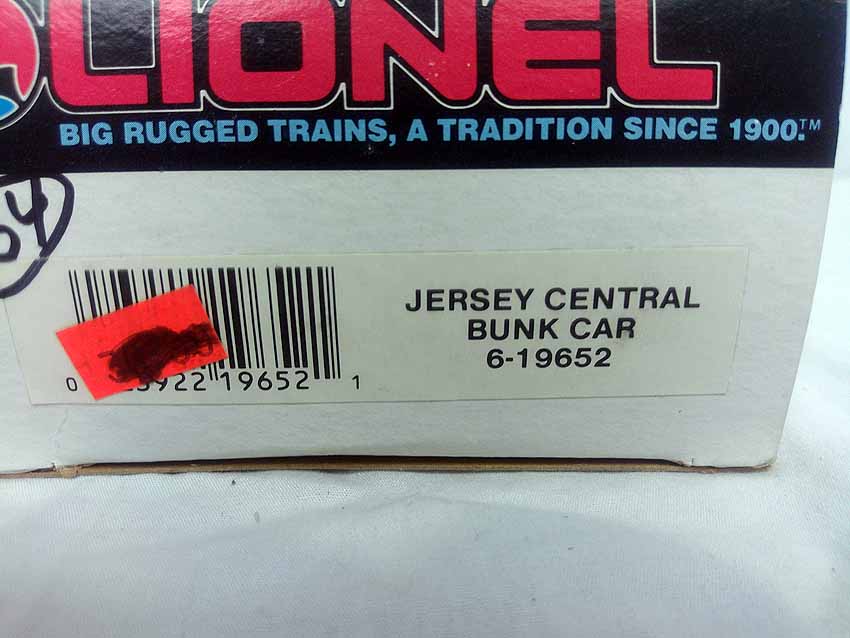 LIONEL
BIG RUGGED TRAINS, A TRADITION SINCE 1900.™
JERSEY CENTRAL
BUNK CAR
6-19652
0 3922 19652 1